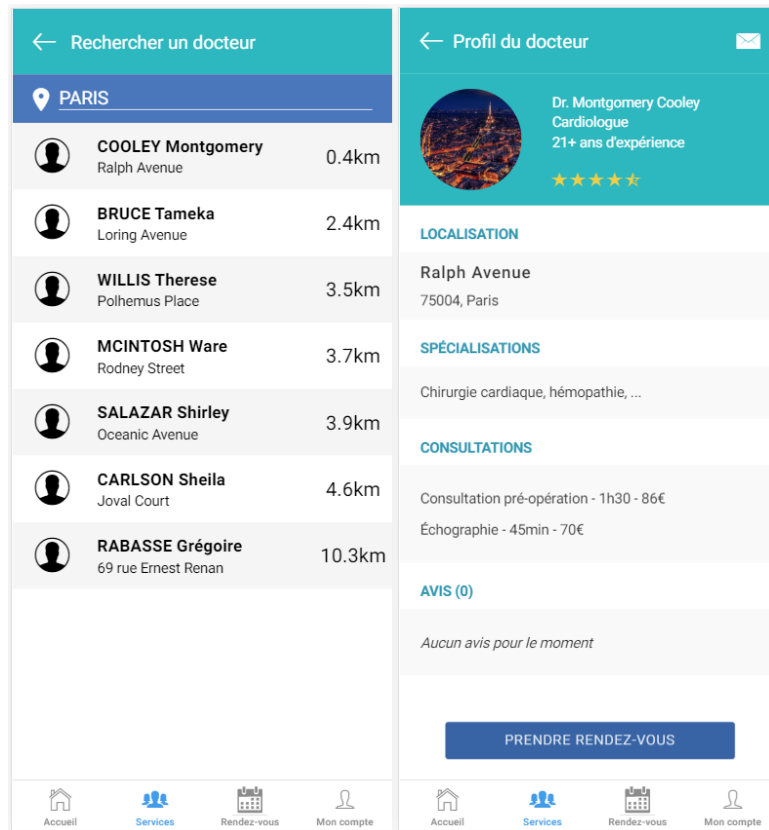 Rechercher un docteur
PARIS
COOLEY Montgomery
Ralph Avenue
0.4km
BRUCE Tameka
Loring Avenue
2.4km
WILLIS Therese
Polhemus Place
3.5km
MCINTOSH Ware
Rodney Street
3.7km
SALAZAR Shirley
Oceanic Avenue
3.9km
CARLSON Sheila
Joval Court
4.6km
RABASSE Grégoire
69 rue Ernest Renan
10.3km
Accueil
Services
Rendez-vous
Mon compte
Profil du docteur
Dr. Montgomery Cooley
Cardiologue
21+ ans d'expérience
LOCALISATION
Ralph Avenue
75004, Paris
SPÉCIALISATIONS
Chirurgie cardiaque, hémopathie, ...
CONSULTATIONS
Consultation pré-opération - 1h30 - 86€
Échographie - 45min - 70€
AVIS (0)
Aucun avis pour le moment
PRENDRE RENDEZ-VOUS
Accueil
Services
Rendez-vous
Mon compte